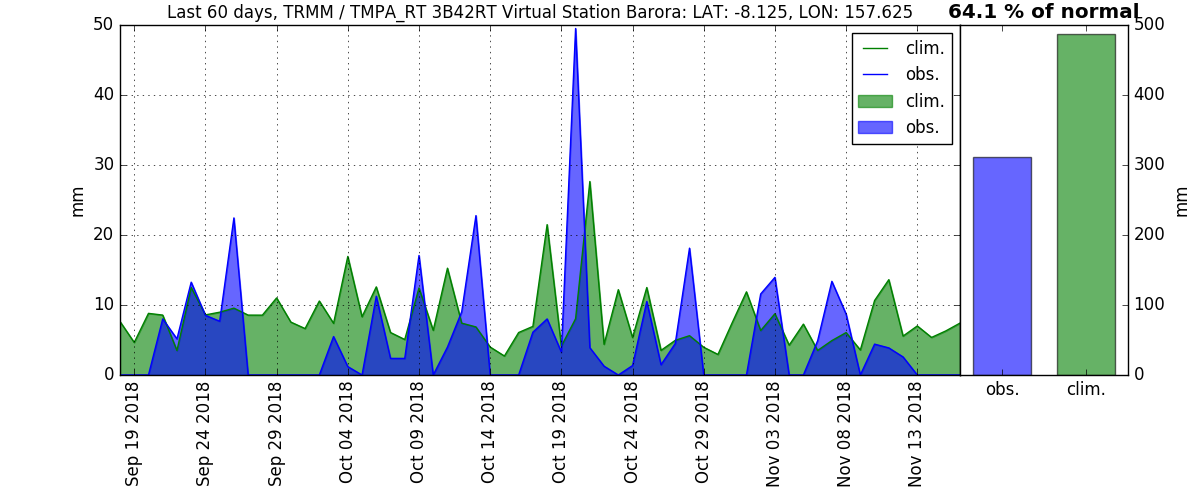 Last 60 days, TRMM / TMPA_RT 3B42RT Virtual Station Barora: LAT: -8.125, LON: 157.625
64.1 % of normal
50
40
30
20
10
0
mm
clim.
obs.
clim.
obs.
500
400
300
200
100
0
mm
Sep 19 2018
Sep 24 2018
Sep 29 2018
Oct 04 2018
Oct 09 2018
Oct 14 2018
Oct 19 2018
Oct 24 2018
Oct 29 2018
Nov 03 2018
Nov 08 2018
Nov 13 2018
obs.
clim.